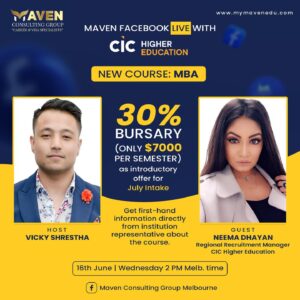 www.mymavenedu.com
MAVEN
CONSULTING GROUP
"CAREER & VISA SPECIALISTS"
MAVEN FACEBOOK LIVE WITH
CIC HIGHER
EDUCATION
NEW COURSE: MBA
30%
BURSARY
(ONLY $7000
PER SEMESTER)
as introductory
offer for
July Intake
Get first-hand
information directly
from institution
representative about
the course.
HOST
VICKY SHRESTHA
GUEST
NEEMA DHAYAN
Regional Recruitment Manager
CIC Higher Education
16th June | Wednesday 2 PM Melb. time
Maven Consulting Group Melbourne